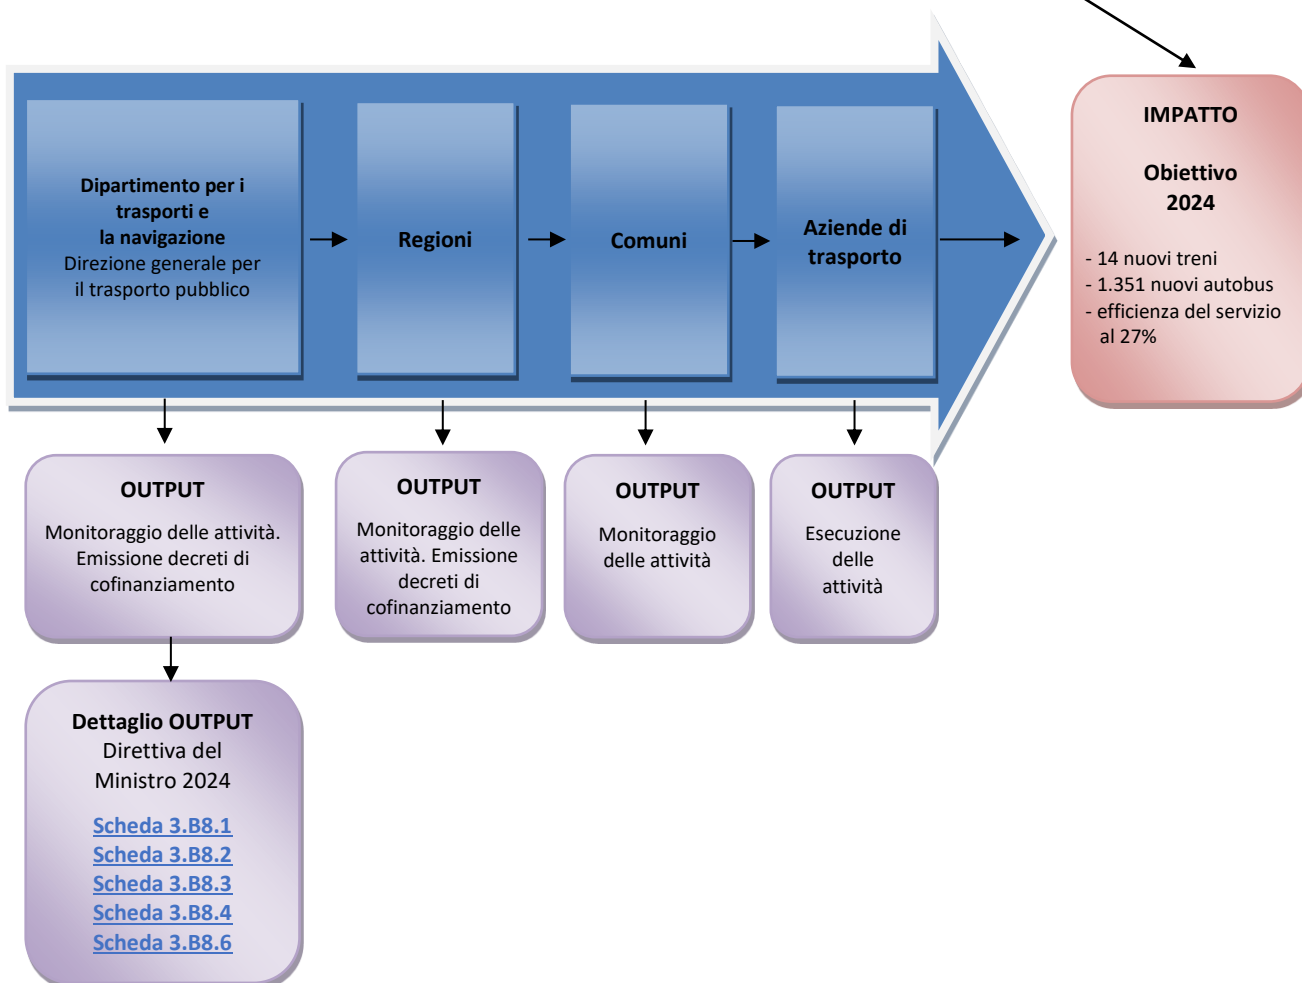 Dipartimento per i
trasporti e
la navigazione
Direzione generale per
il trasporto pubblico
Regioni
Comuni
Aziende di
trasporto
IMPATTO
Obiettivo
2024
- 14 nuovi treni
- 1.351 nuovi autobus
- efficienza del servizio
al 27%
OUTPUT
Monitoraggio delle attività.
Emissione decreti di
cofinanziamento
OUTPUT
Monitoraggio delle
attività. Emissione
decreti di
cofinanziamento
OUTPUT
Monitoraggio
delle attività
OUTPUT
Esecuzione
delle
attività
Dettaglio OUTPUT
Direttiva del
Ministro 2024
Scheda 3.B8.1
Scheda 3.B8.2
Scheda 3.B8.3
Scheda 3.B8.4
Scheda 3.B8.6